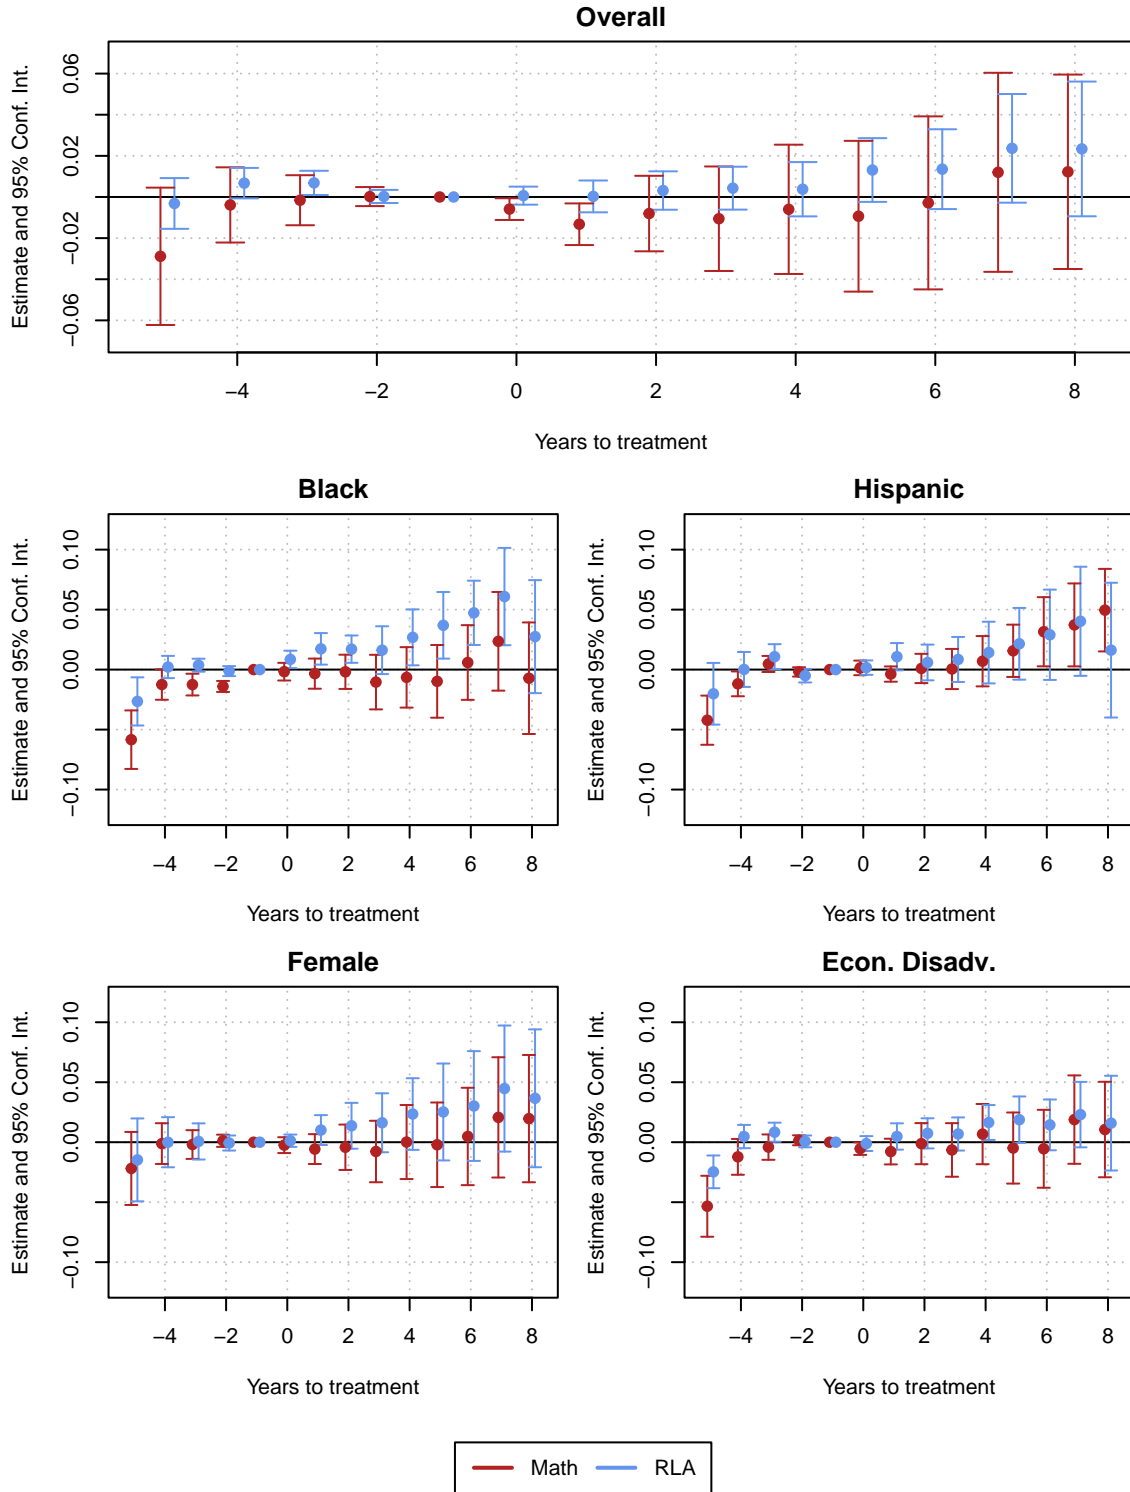 Overall
Estimate and 95% Conf. Int.
0.06
0.02
−0.02
−0.06
−4 −2 0 2 4 6 8
Years to treatment
Black
Estimate and 95% Conf. Int.
0.10
0.05
0.00
−0.10
−4 −2 0 2 4 6 8
Years to treatment
Hispanic
Estimate and 95% Conf. Int.
0.10
0.05
0.00
−0.10
−4 −2 0 2 4 6 8
Years to treatment
Female
Estimate and 95% Conf. Int.
0.10
0.05
0.00
−0.10
−4 −2 0 2 4 6 8
Years to treatment
Econ. Disadv.
Estimate and 95% Conf. Int.
0.10
0.05
0.00
−0.10
−4 −2 0 2 4 6 8
Years to treatment
Math RLA